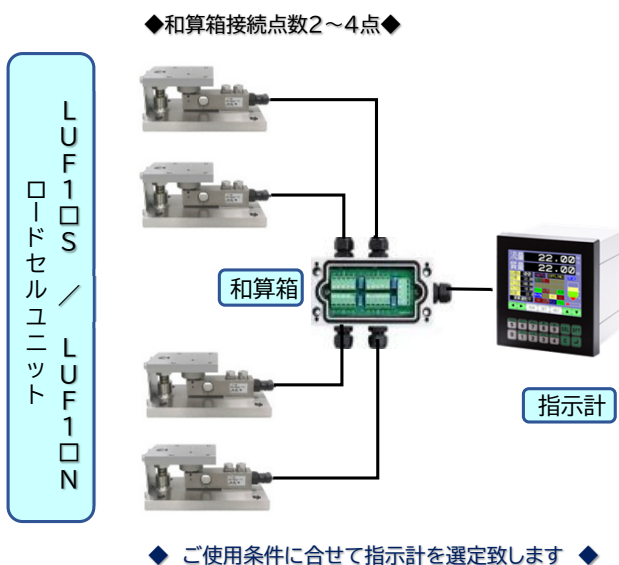 ◆和算箱接続点数2～4点◆
LUF1□S / LUF1□N
ロードセルユニット
和算箱
22.00
22.00
指示計
◆ ご使用条件に合せて指示計を選定致します ◆